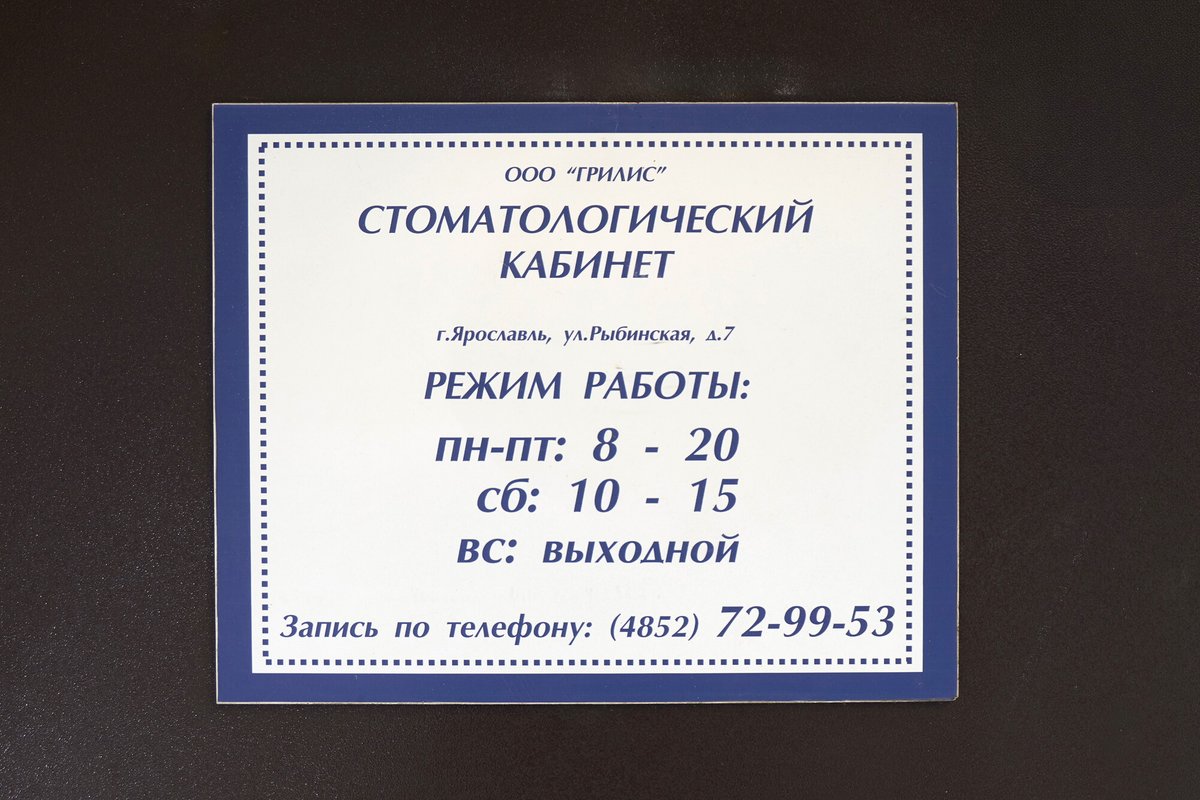 ООО “ГРИЛИС”
СТОМАТОЛОГИЧЕСКИЙ
КАБИНЕТ
г.Ярославль, ул.Рыбинская, д.7
РЕЖИМ РАБОТЫ:
пн-пт: 8 - 20
сб: 10 - 15
вс: выходной
Запись по телефону: (4852) 72-99-53